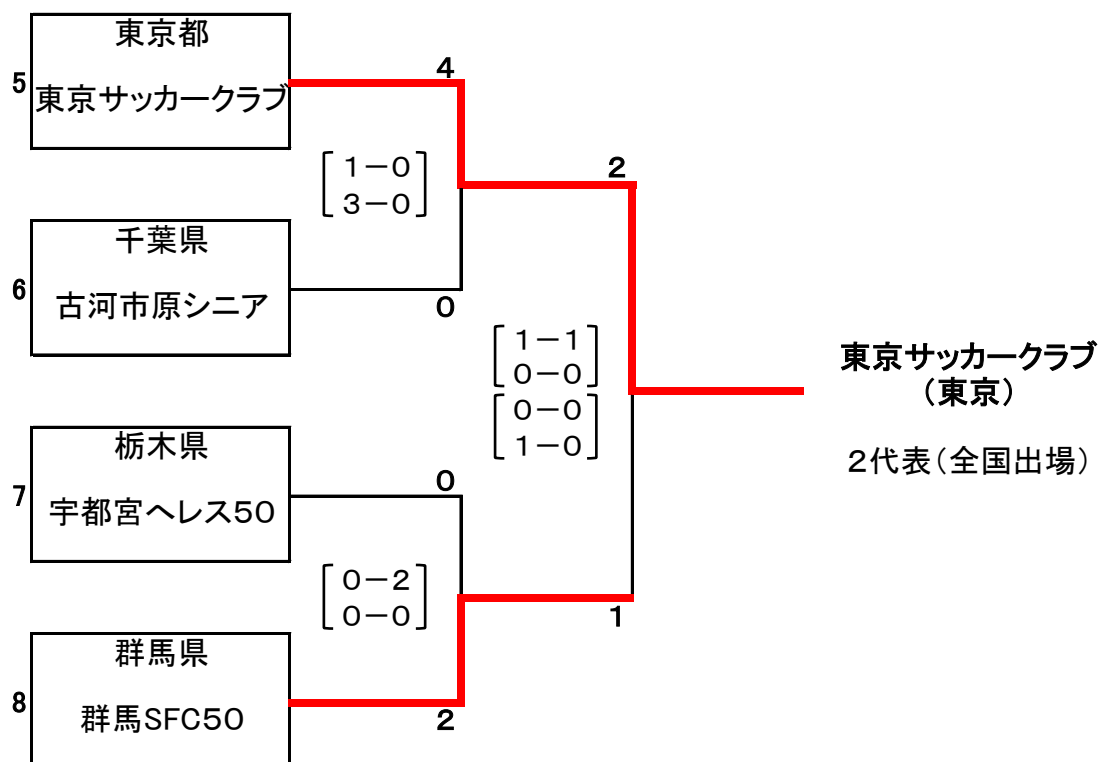 東京都
5
東京サッカークラブ
4
1－0
3－0
2
千葉県
6
古河市原シニア
0
1－1
0－0
0－0
1－0
東京サッカークラブ
（東京）
2代表（全国出場）
栃木県
7
宇都宮ヘレス50
0
0－2
0－0
1
群馬県
8
群馬SFC50
2